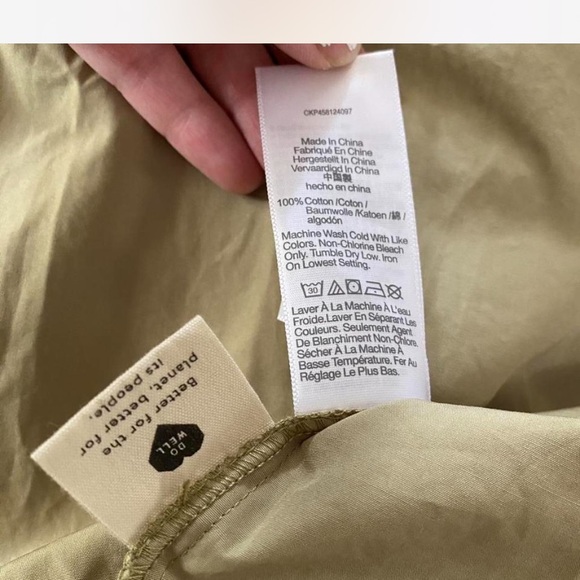 CKP458124097
Made in China
Fabriqué En Chine
Hergestellt In China
Vervaardigd In China
中国製
hecho en china
100% Cotton /Coton /
Baumwolle /Katoen /綿/
algodón
Machine Wash Cold With Like
Colors. Non-Chlorine Bleach
Only. Tumble Dry Low. Iron
On Lowest Setting.
30
Laver À La Machine À L'eau
Froide.Laver En Séparant Les
Couleurs. Seulement Agent
De Blanchiment Non-Chlore.
Sécher À La Machine À
Basse Température. Fer Au
Réglage Le Plus Bas.
Better for the
planet, better for
its people.
DO
WELL